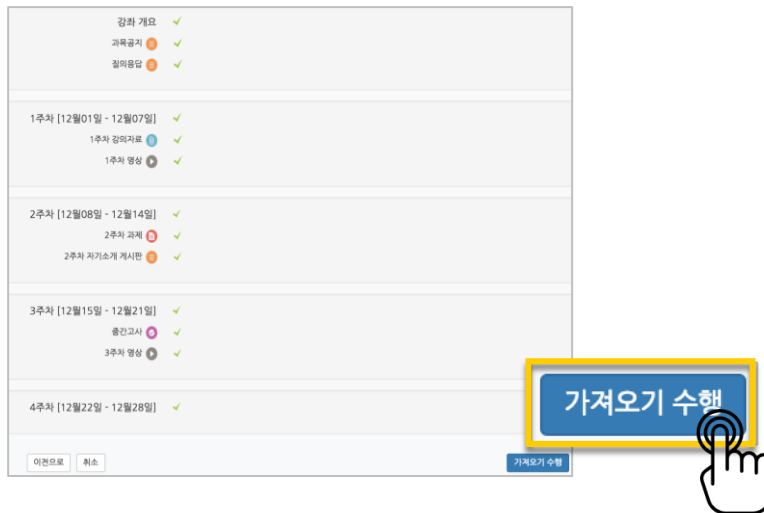 강좌 개요
과목공지
질의응답
1주차 [12월01일 - 12월07일]
1주차 강의자료
1주차 영상
2주차 [12월08일 - 12월14일]
2주차 과제
2주차 자기소개 게시판
3주차 [12월15일 - 12월21일]
중간고사
3주차 영상
4주차 [12월22일 - 12월28일]
가져오기 수행
이전으로 취소 가져오기 수행